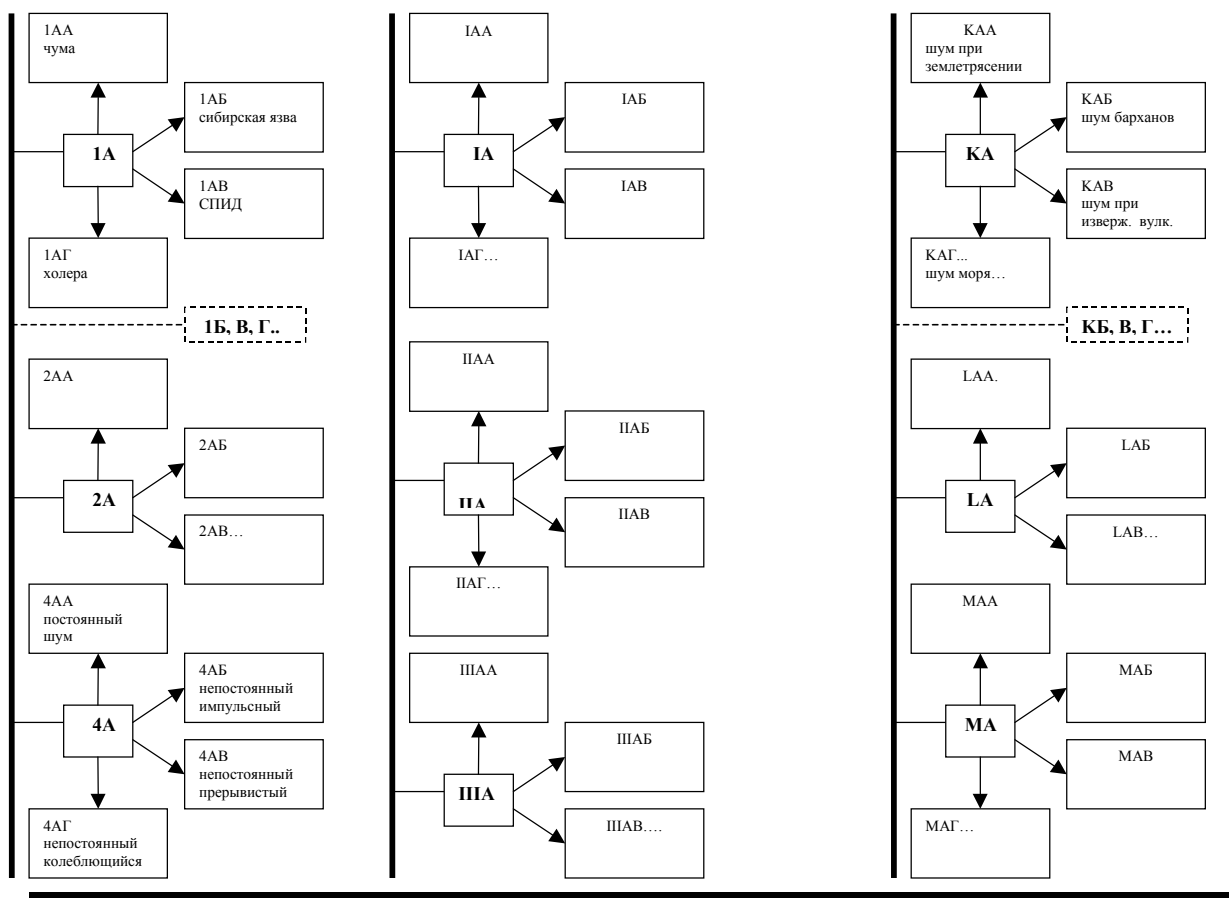 1АА
чума
1АБ
сибирская язва
1А
1АВ
СПИД
1АГ
холера
1Б, В, Г..
2АА
2АБ
2А
2АВ…
4АА
постоянный
шум
4АБ
непостоянный
импульсный
4А
4АВ
непостоянный
прерывистый
4АГ
непостоянный
колеблющийся
IАА
IАБ
IА
IАВ
IАГ…
IIАА
IIАБ
IIА
IIАВ
IIАГ…
IIIАА
IIIАБ
IIIА
IIIАВ….
КАА
шум при
землетрясении
КАБ
шум барханов
КА
КАВ
шум при
изверж. вулк.
КАГ...
шум моря…
КБ, В, Г…
LАА.
LАБ
LА
LАВ…
МАА
МАБ
МА
МАВ
МАГ…